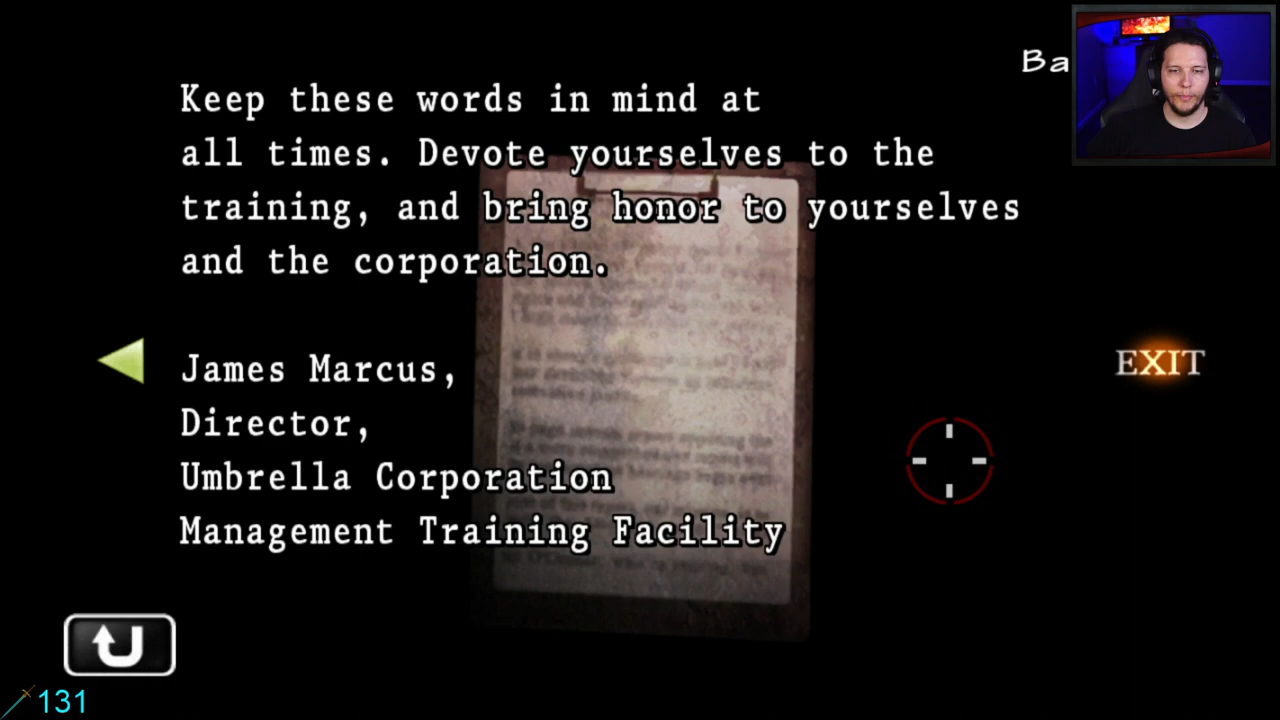 Keep these words in mind at
all times. Devote yourselves to the
training, and bring honor to yourselves
and the corporation.
James Marcus,
Director,
Umbrella Corporation
Management Training Facility
EXIT
131